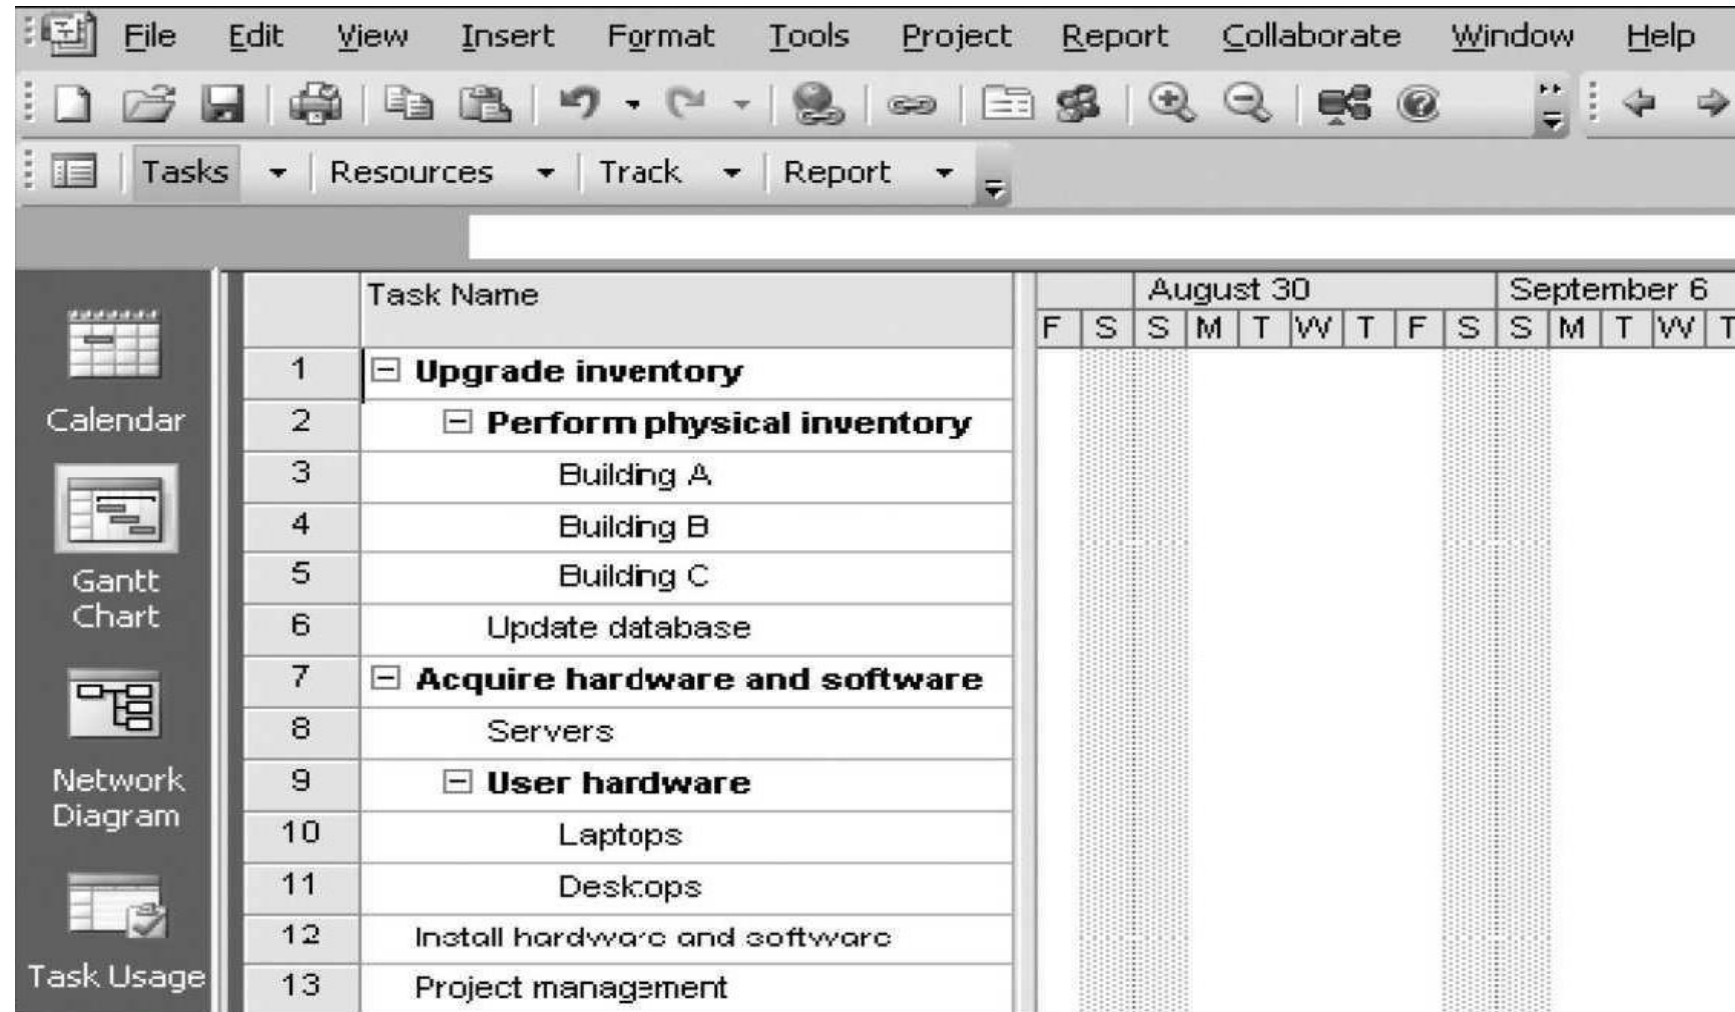 File Edit View Insert Format Tools Project Report Collaborate Window Help
Tasks Resources Track Report
Task Name August 30 September 6
F S S M T W T F S S M T W T
1 Upgrade inventory
2 Perform physical inventory
3 Building A
4 Building B
5 Building C
6 Update database
7 Acquire hardware and software
8 Servers
9 User hardware
10 Laptops
11 Desktops
12 Install hardware and software
13 Project management
Calendar
Gantt
Chart
Network
Diagram
Task Usage